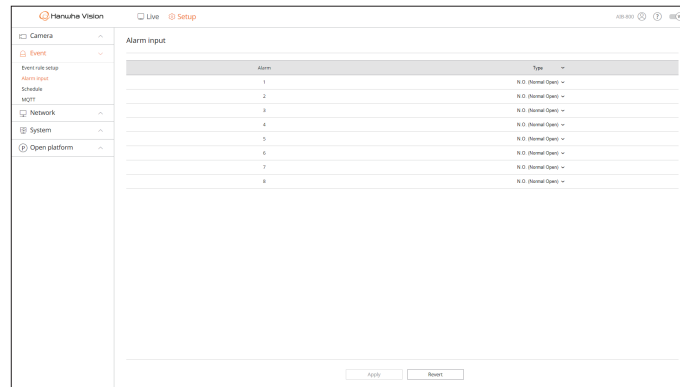 Hanwha Vision
Live
Setup
AIB-800
Camera
Event
Event rule setup
Alarm input
Schedule
MQTT
Network
System
Open platform
Alarm input
Alarm Type
1 N.O. (Normal Open)
2 N.O. (Normal Open)
3 N.O. (Normal Open)
4 N.O. (Normal Open)
5 N.O. (Normal Open)
6 N.O. (Normal Open)
7 N.O. (Normal Open)
8 N.O. (Normal Open)
Apply Revert